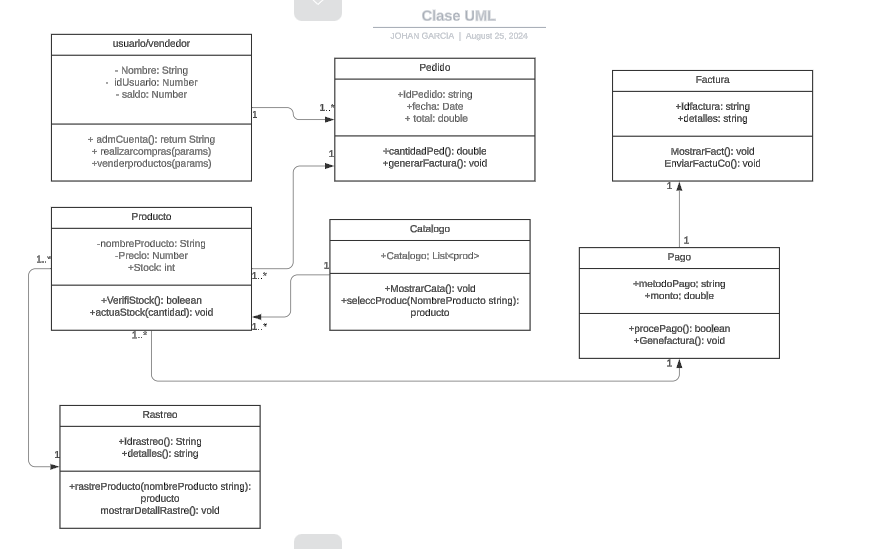 Clase UML
JOHAN GARCIA | August 25, 2024
usuario/vendedor
- Nombre: String
- idUsuario: Number
- saldo: Number
+ admCuenta(): return String
+ realizarcompras(params)
+venderproductos(params)
1
1..*
Pedido
+idPedido: string
+fecha: Date
+ total: double
+cantidadPed(): double
+generarFactura(): void
1
Factura
+idfactura: string
+detalles: string
MostrarFact(): void
EnviarFactuCo(): void
1
1
Producto
-nombreProducto: String
-Precio: Number
+Stock: int
+VerifiStock(): boleean
+actuaStock(cantidad): void
1..*
1..*
1..*
1..*
Catalogo
+Catalogo; List<prod>
+MostrarCata(): void
+seleccProduc(NombreProducto string):
producto
1
Pago
+metodoPago; string
+monto; double
+procePago(): boolean
+Genefactura(): void
1
Rastreo
+idrastreo(): String
+detalles(): string
+rastreProducto(nombreProducto string):
producto
mostrarDetallRastre(): void
1